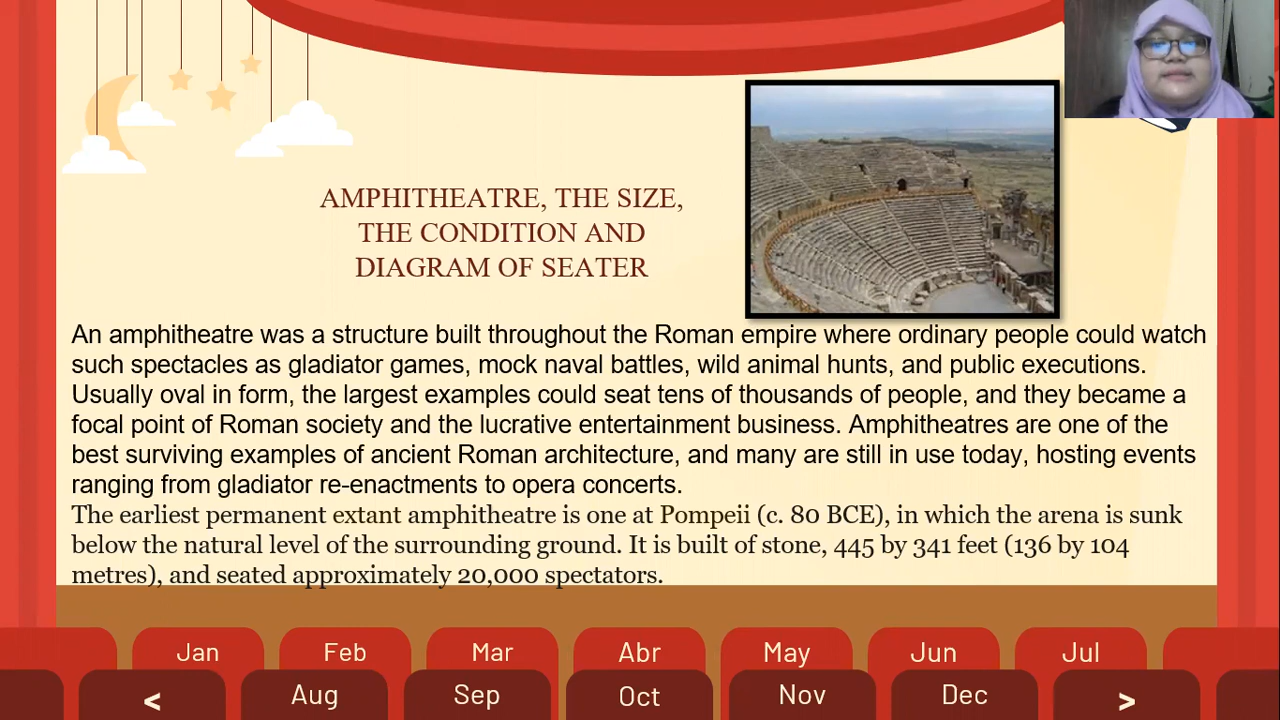 AMPHITHEATRE, THE SIZE,
THE CONDITION AND
DIAGRAM OF SEATER
An amphitheatre was a structure built throughout the Roman empire where ordinary people could watch
such spectacles as gladiator games, mock naval battles, wild animal hunts, and public executions.
Usually oval in form, the largest examples could seat tens of thousands of people, and they became a
focal point of Roman society and the lucrative entertainment business. Amphitheatres are one of the
best surviving examples of ancient Roman architecture, and many are still in use today, hosting events
ranging from gladiator re-enactments to opera concerts.
The earliest permanent extant amphitheatre is one at Pompeii (c. 80 BCE), in which the arena is sunk
below the natural level of the surrounding ground. It is built of stone, 445 by 341 feet (136 by 104
metres), and seated approximately 20,000 spectators.
Jan Feb Mar Abr May Jun Jul
< Aug Sep Oct Nov Dec >